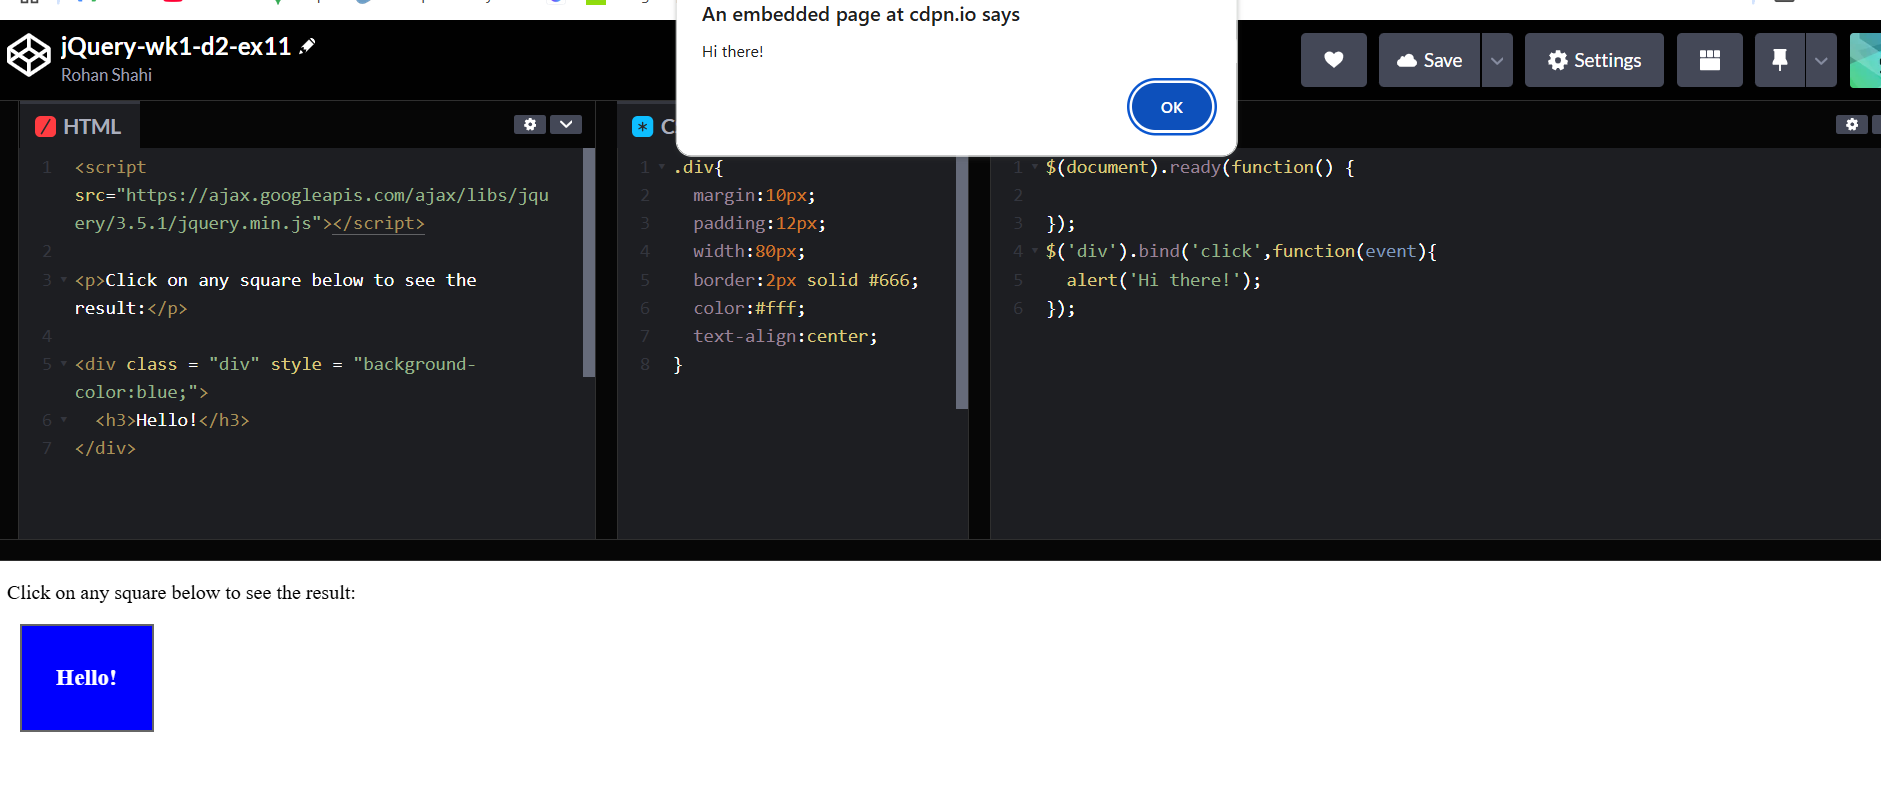 An embedded page at cdpn.io says
Hi there!
OK
jQuery-wk1-d2-ex11
Rohan Shahi
Save
Settings
HTML
1 <script
src="https://ajax.googleapis.com/ajax/libs/jqu
ery/3.5.1/jquery.min.js"></script>
2
3 <p>Click on any square below to see the
result:</p>
4
5 <div class = "div" style = "background-
color:blue;">
6 <h3>Hello!</h3>
7 </div>
C
1 .div{
2 margin:10px;
3 padding:12px;
4 width:80px;
5 border:2px solid #666;
6 color:#fff;
7 text-align:center;
8 }
1 $(document).ready(function() {
2
3 });
4 $('div').bind('click',function(event){
5 alert('Hi there!');
6 });
Click on any square below to see the result:
Hello!